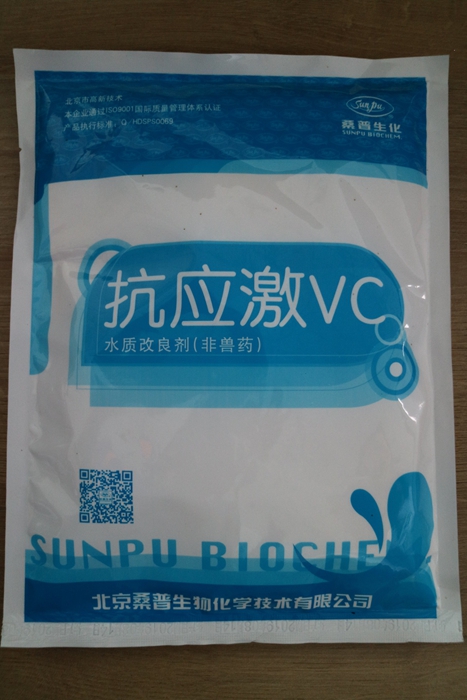 北京市高新技术
本企业通过ISO9001国际质量管理体系认证
产品执行标准：Q/HDSPS0065
Sunpu
桑普生化
SUNPU BIOCHEM
抗应激VC
水质改良剂(非兽药)
SUNPU BIOCHEM
北京桑普生物化学技术有限公司